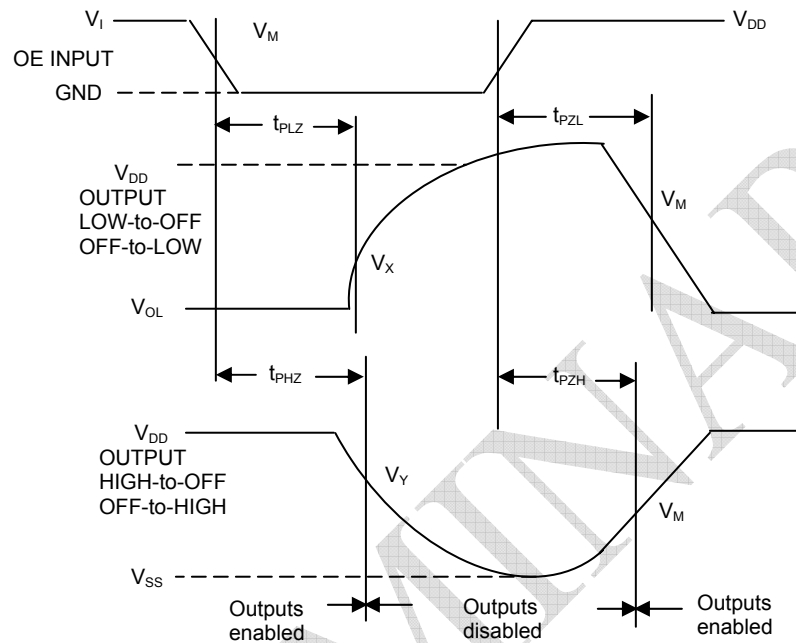 V_I
V_M
V_DD
OE INPUT
GND
t_PLZ
t_PZL
V_DD
OUTPUT
LOW-to-OFF
OFF-to-LOW
V_M
V_X
V_OL
t_PHZ
t_PZH
V_DD
OUTPUT
HIGH-to-OFF
OFF-to-HIGH
V_Y
V_M
V_SS
Outputs
enabled
Outputs
disabled
Outputs
enabled
MINAR